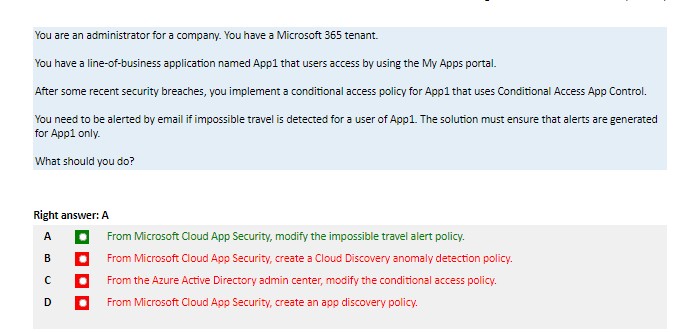 You are an administrator for a company. You have a Microsoft 365 tenant.
You have a line-of-business application named App1 that users access by using the My Apps portal.
After some recent security breaches, you implement a conditional access policy for App1 that uses Conditional Access App Control.
You need to be alerted by email if impossible travel is detected for a user of App1. The solution must ensure that alerts are generated
for App1 only.
What should you do?
Right answer: A
A From Microsoft Cloud App Security, modify the impossible travel alert policy.
B From Microsoft Cloud App Security, create a Cloud Discovery anomaly detection policy.
C From the Azure Active Directory admin center, modify the conditional access policy.
D From Microsoft Cloud App Security, create an app discovery policy.